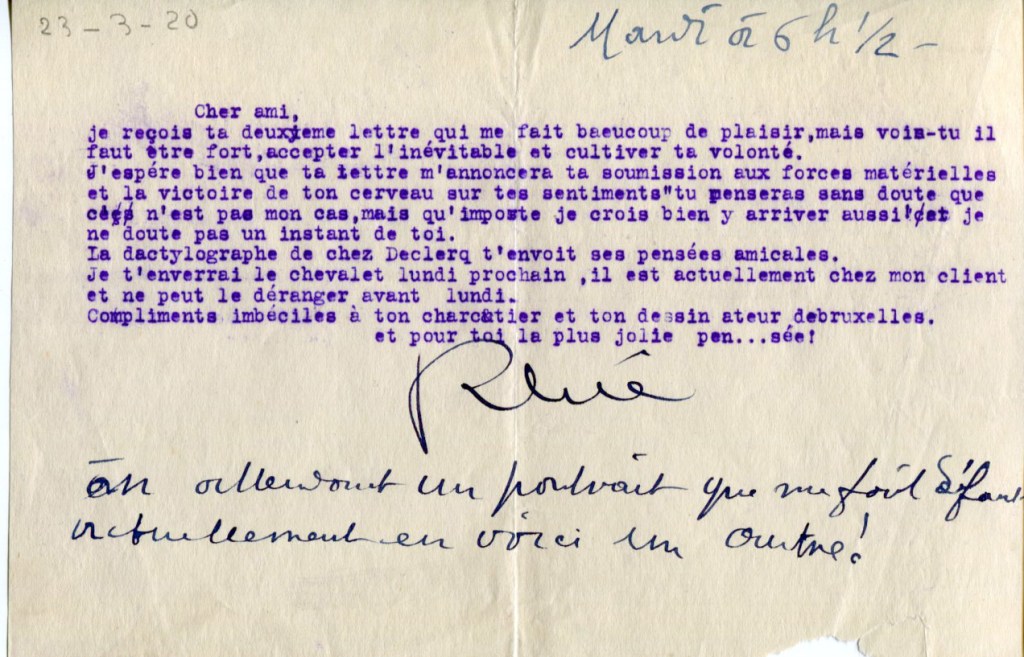 23-3-20
Mardi à 6 h 1/2 -
Cher ami,
je reçois ta deuxième lettre qui me fait baeucoup de plaisir,mais vois-tu il
faut être fort,accepter l'inévitable et cultiver ta volonté.
J'espére bien que ta lettre m'annoncera ta soumission aux forces matérielles
et la victoire de ton cerveau sur tes sentiments"tu penseras sans doute que
n'est pas mon cas,mais qu'imposte je crois bien y arriver aussi! je
ne doute pas un instant de toi.
La dactylographe de chez Declerq t'envoit ses pensées amicales.
Je t'enverrai le chevalet lundi prochain ,il est actuellement chez mon client
et ne peut le déranger avant lundi.
Compliments imbéciles à ton charcutier et ton dessin ateur debruxelles.
et pour toi la plus jolie pen...sée!
René
en attendant un portrait que me fait défaut
actuellement en voici un autre!